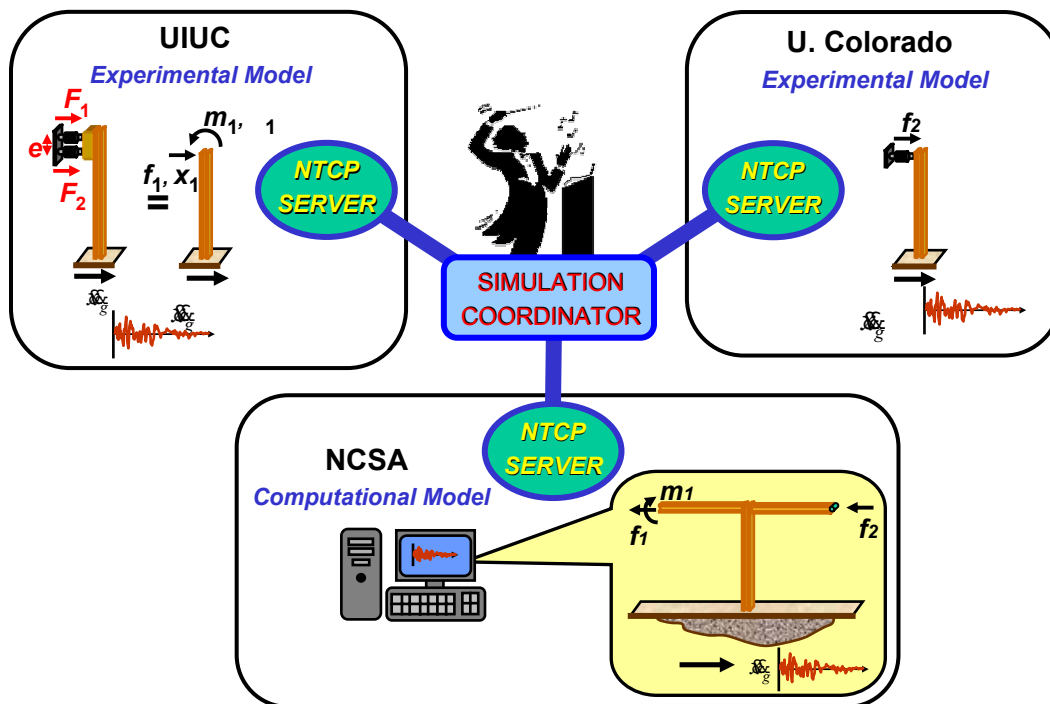 UIUC
Experimental Model
F1
m1, 1
e
f1, x1
F2
=
NTCP
SERVER
U. Colorado
Experimental Model
f2
NTCP
SERVER
SIMULATION
COORDINATOR
NCSA
Computational Model
NTCP
SERVER
m1
f1
f2